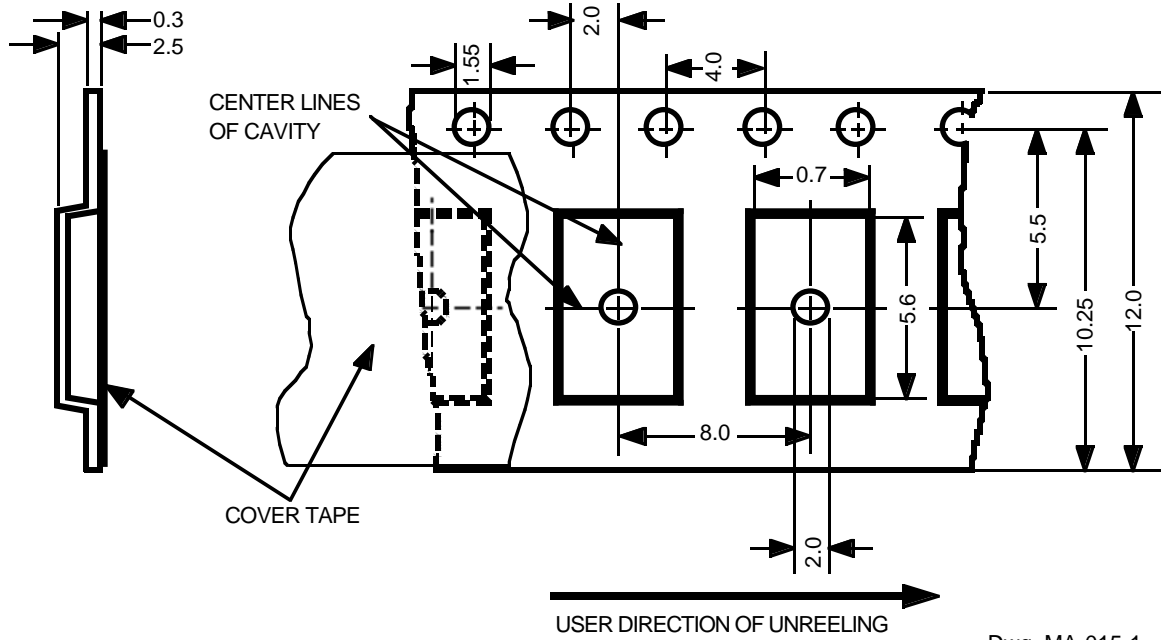 0.3
2.5
1.55
2.0
4.0
CENTER LINES
OF CAVITY
0.7
5.6
5.5
10.25
12.0
8.0
COVER TAPE
2.0
USER DIRECTION OF UNREELING
Dwg. MA-015-1